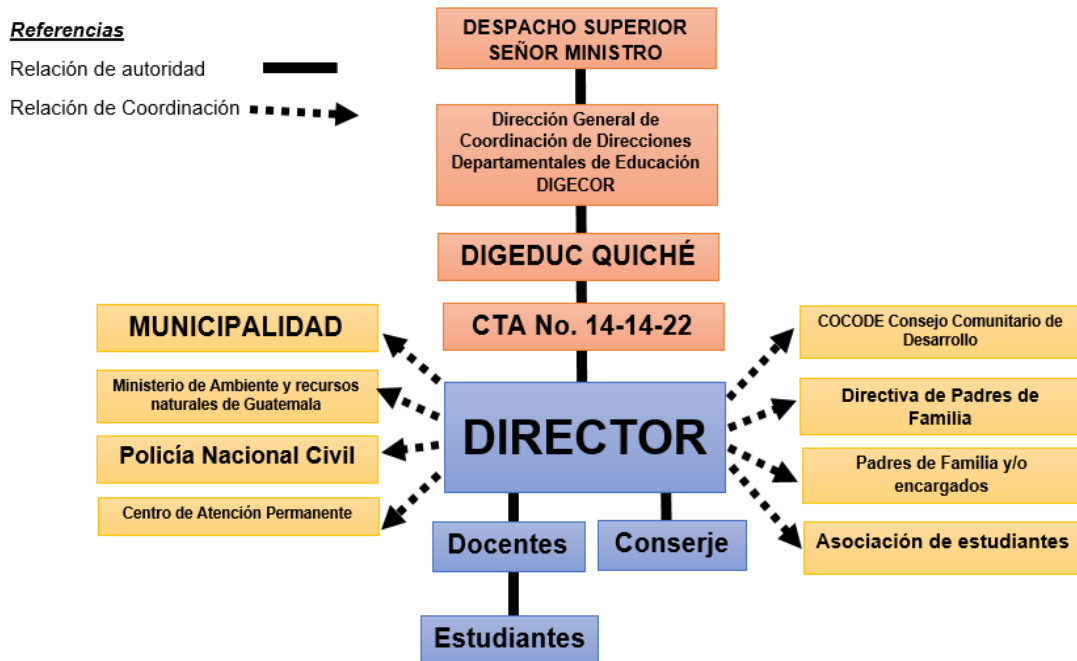 Referencias
Relación de autoridad
Relación de Coordinación
DESPACHO SUPERIOR
SEÑOR MINISTRO
Dirección General de
Coordinación de Direcciones
Departamentales de Educación
DIGECOR
DIGEDUC QUICHÉ
CTA No. 14-14-22
MUNICIPALIDAD
Ministerio de Ambiente y recursos
naturales de Guatemala
Policía Nacional Civil
Centro de Atención Permanente
DIRECTOR
COCODE Consejo Comunitario de
Desarrollo
Directiva de Padres de
Familia
Padres de Familia y/o
encargados
Asociación de estudiantes
Docentes
Conserje
Estudiantes